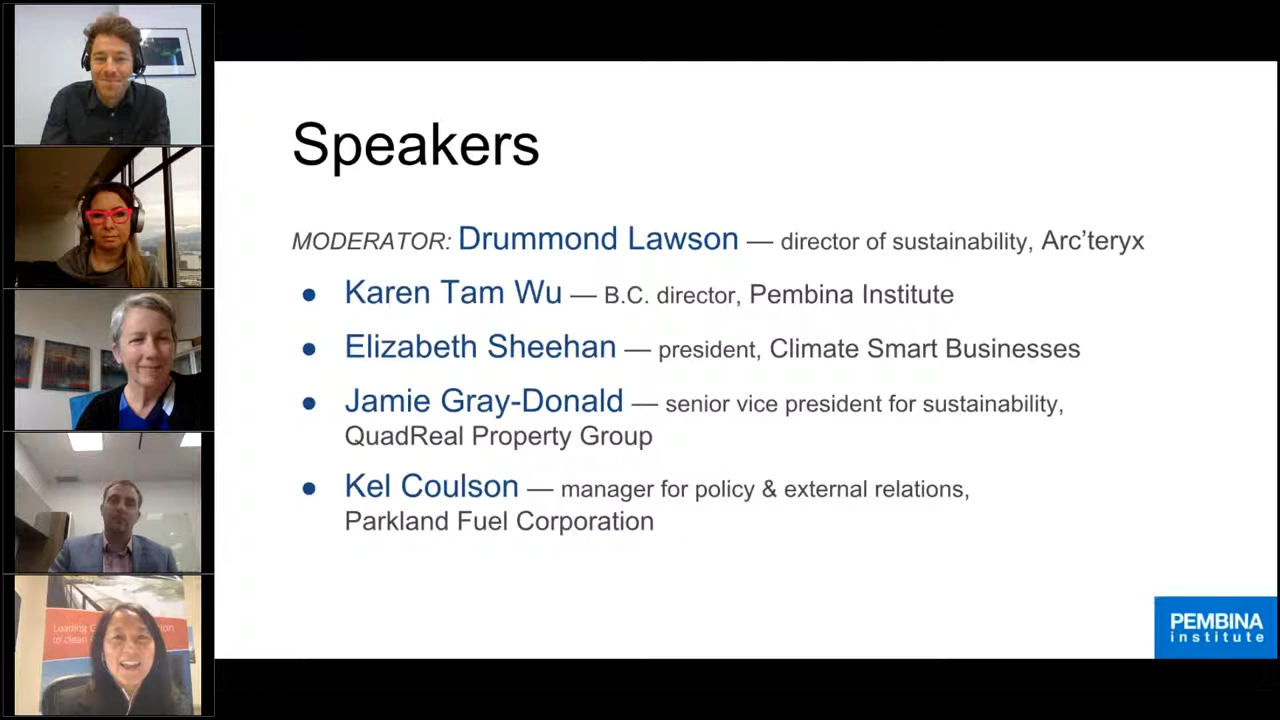 Speakers
MODERATOR: Drummond Lawson — director of sustainability, Arc'teryx
● Karen Tam Wu — B.C. director, Pembina Institute
● Elizabeth Sheehan — president, Climate Smart Businesses
● Jamie Gray-Donald — senior vice president for sustainability,
QuadReal Property Group
● Kel Coulson — manager for policy & external relations,
Parkland Fuel Corporation
PEMBINA
institute
to clean